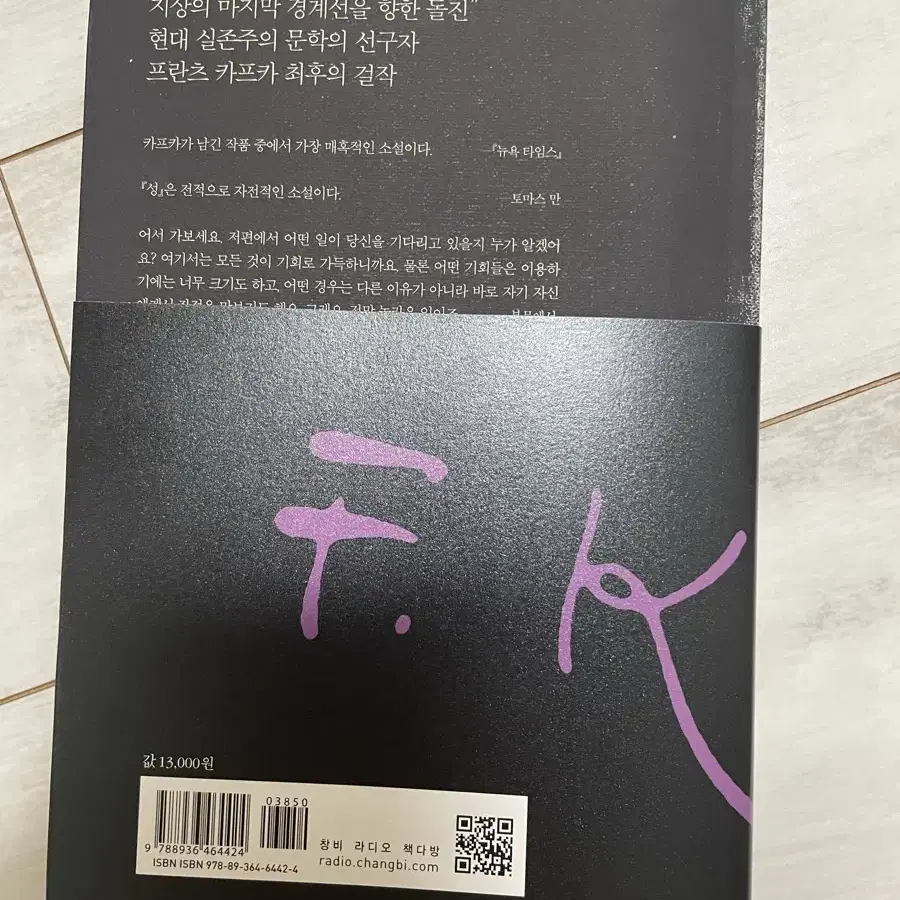 지상의 마지막 경계선을 향한 돌진”
현대 실존주의 문학의 선구자
프란츠 카프카 최후의 걸작
카프카가 남긴 작품 중에서 가장 매혹적인 소설이다. 『뉴욕 타임스』
『성』은 전적으로 자전적인 소설이다. 토마스 만
어서 가보세요. 저편에서 어떤 일이 당신을 기다리고 있을지 누가 알겠어
요? 여기서는 모든 것이 기회로 가득하니까요. 물론 어떤 기회들은 이용하
기에는 너무 크기도 하고, 어떤 경우는 다른 이유가 아니라 바로 자기 자신
본문에서
F. K
값 13,000원
03850
9 788936 464424
ISBN ISBN 978-89-364-6442-4
창비 라디오 책다방
radio.changbi.com